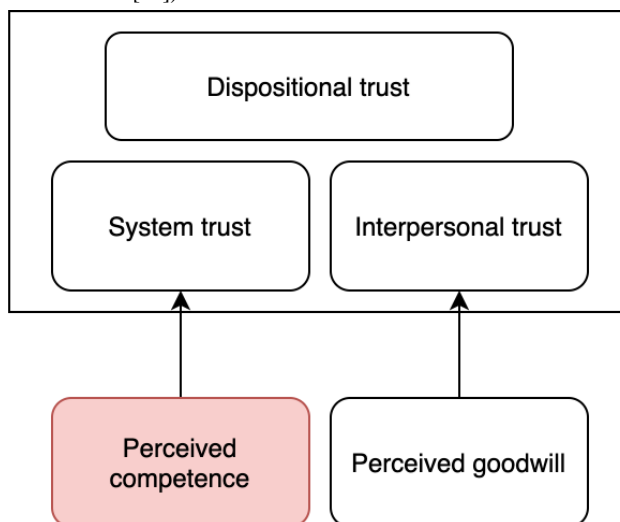 Dispositional trust
System trust
Interpersonal trust
Perceived
competence
Perceived goodwill